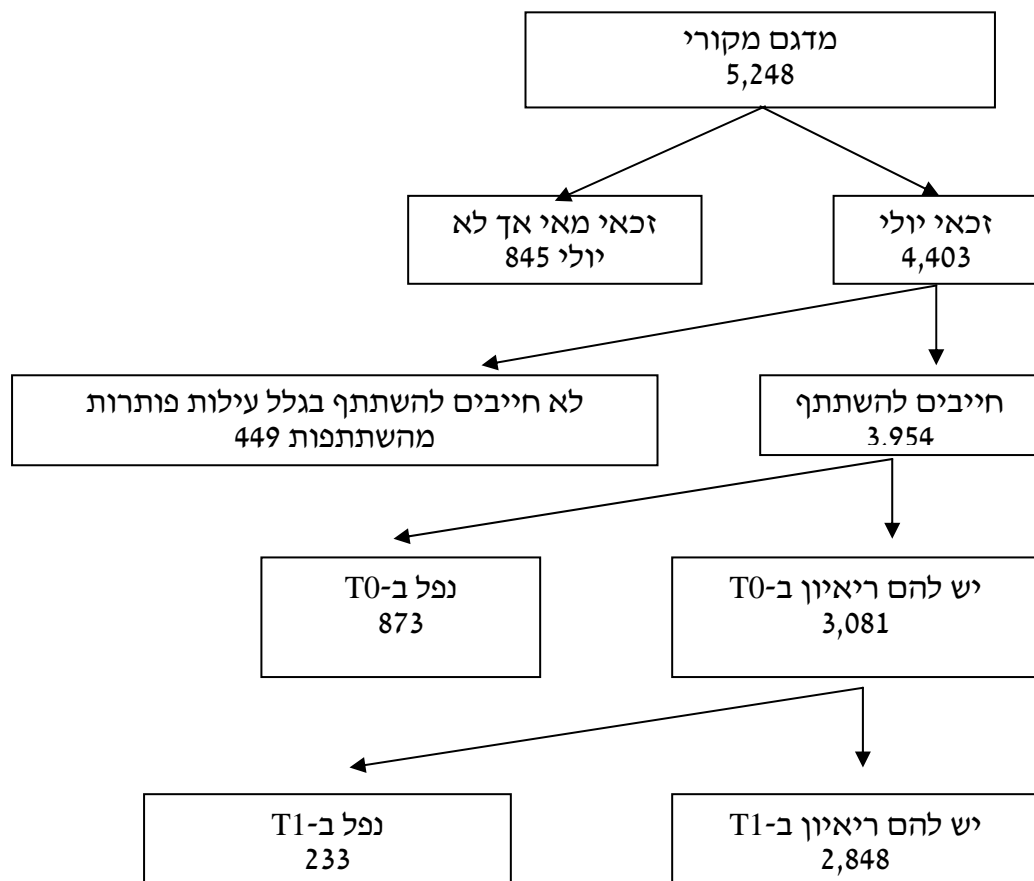 מדגם מקורי
5,248
זכאי יולי
4,403
זכאי מאי אך לא
יולי 845
חייבים להשתתף
3,954
לא חייבים להשתתף בגלל עילות פותרות
מהשתתפות 449
יש להם ריאיון ב-T0
3,081
נפל ב-T0
873
יש להם ריאיון ב-T1
2,848
נפל ב-T1
233